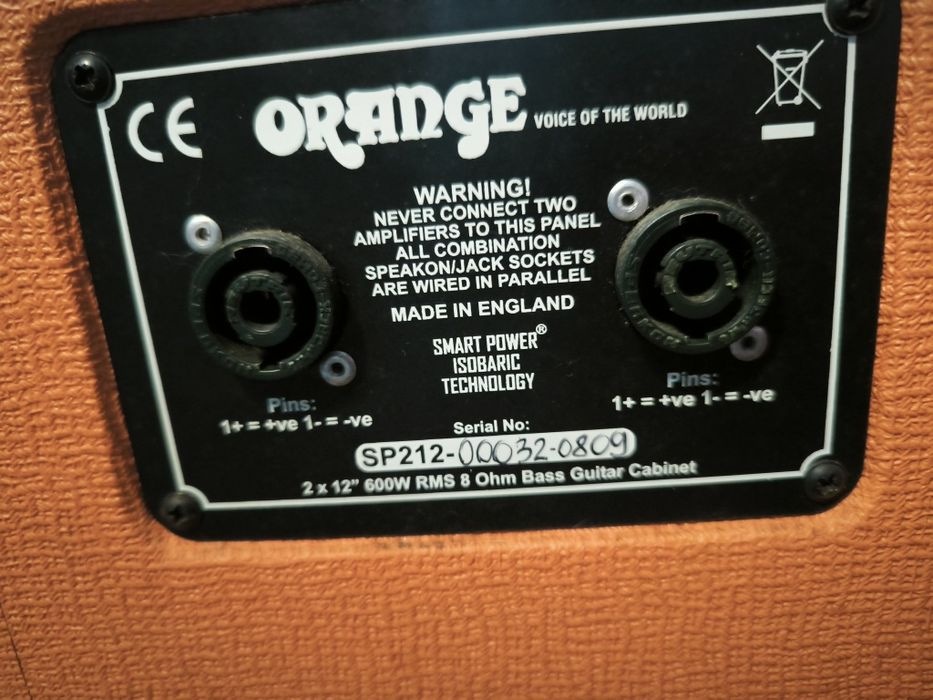 CE
ORANGE VOICE OF THE WORLD
WARNING!
NEVER CONNECT TWO
AMPLIFIERS TO THIS PANEL
ALL COMBINATION
SPEAKON/JACK SOCKETS
ARE WIRED IN PARALLEL
MADE IN ENGLAND
SMART POWER®
ISOBARIC
TECHNOLOGY
Pins:
1+ = +ve 1- = -ve
Pins:
1+ = +ve 1- = -ve
Serial No:
SP212-00032-0809
2 x 12" 600W RMS 8 Ohm Bass Guitar Cabinet